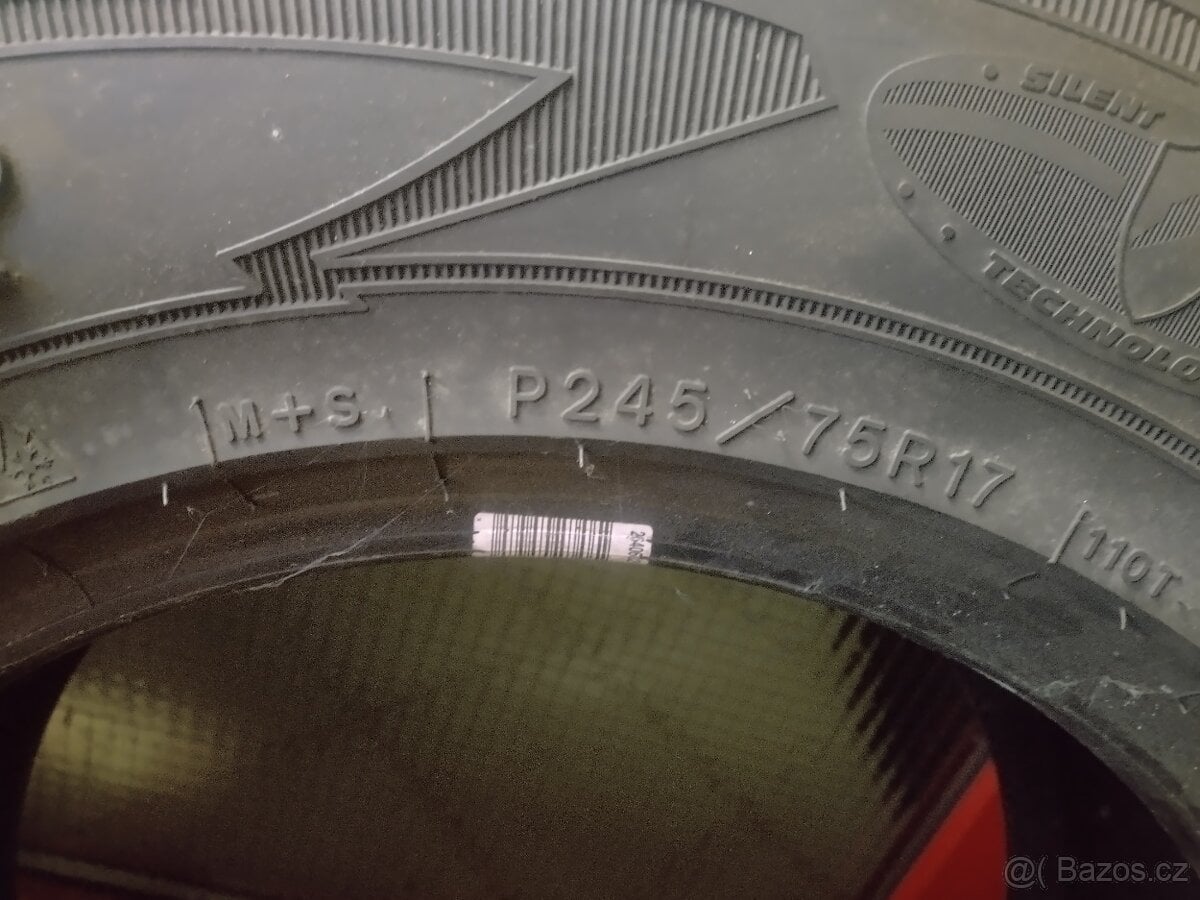 SILENT
TECHNOLO
M+S
P245/75R17
110T
@( Bazos.cz